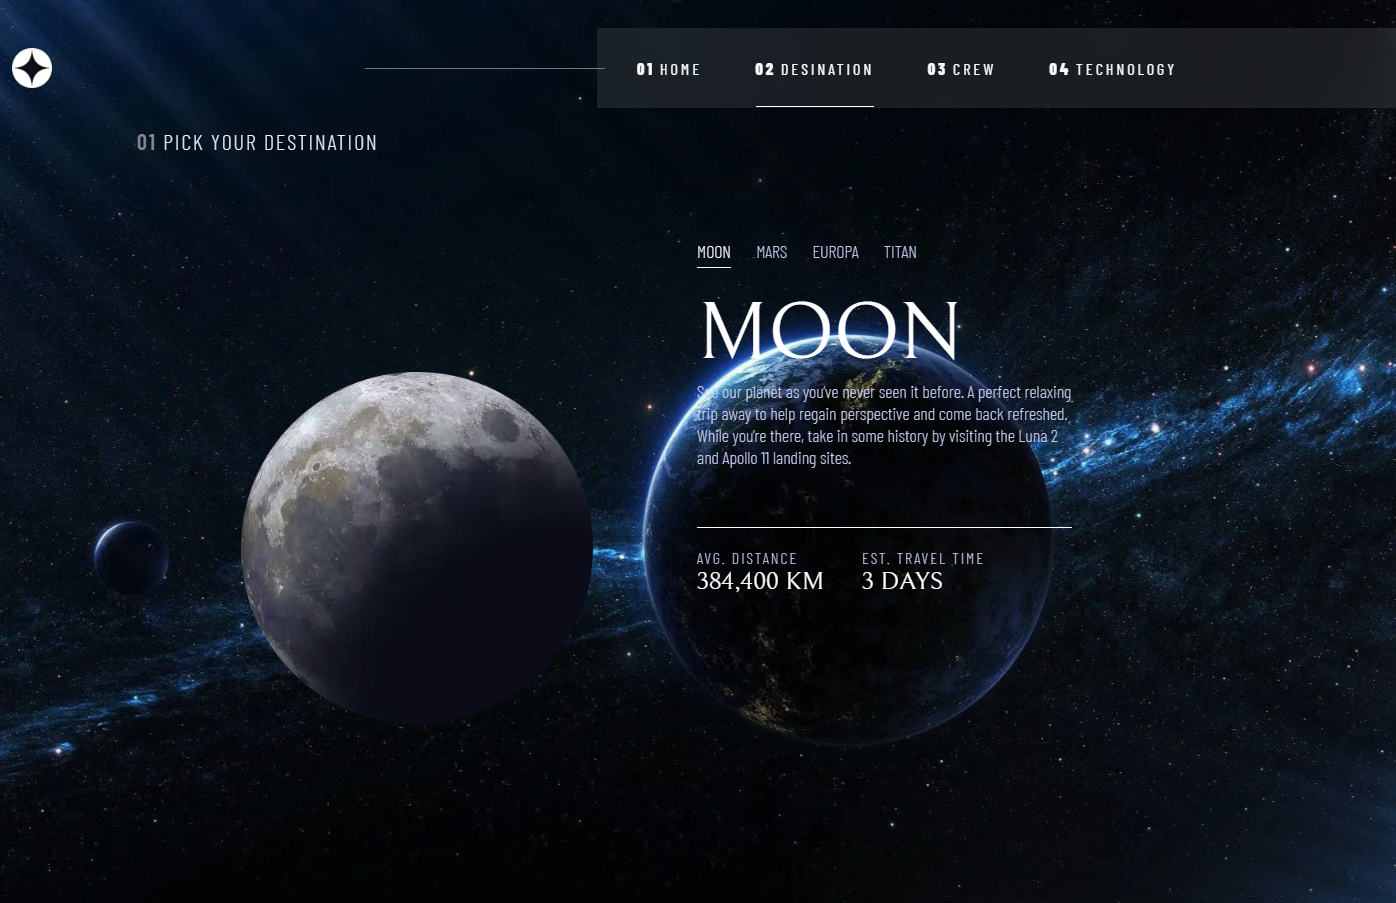 01 HOME 02 DESINATION 03 CREW 04 TECHNOLOGY
01 PICK YOUR DESTINATION
MOON MARS EUROPA TITAN
MOON
See our planet as you've never seen it before. A perfect relaxing
trip away to help regain perspective and come back refreshed.
While you're there, take in some history by visiting the Luna 2
and Apollo 11 landing sites.
AVG. DISTANCE EST. TRAVEL TIME
384,400 KM 3 DAYS